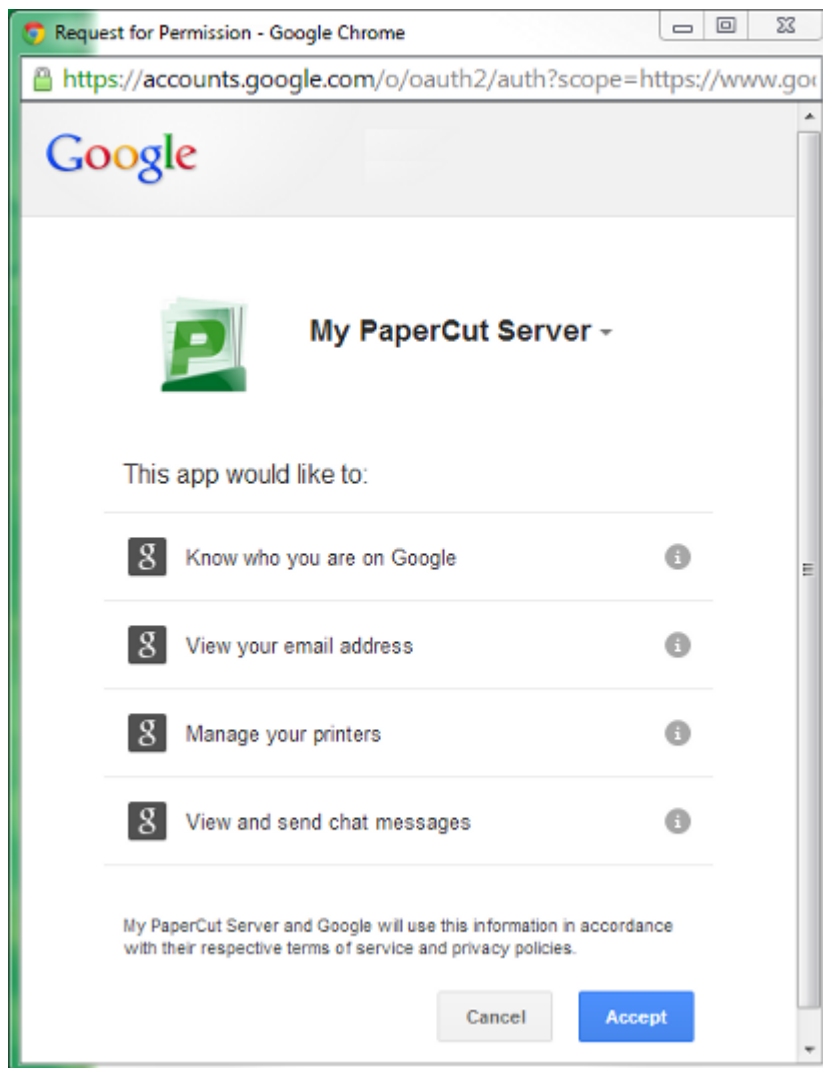 Request for Permission - Google Chrome
https://accounts.google.com/o/oauth2/auth?scope=https://www.goo
Google
P
My PaperCut Server
This app would like to:
g Know who you are on Google i
g View your email address i
g Manage your printers i
g View and send chat messages i
My PaperCut Server and Google will use this information in accordance
with their respective terms of service and privacy policies.
Cancel Accept